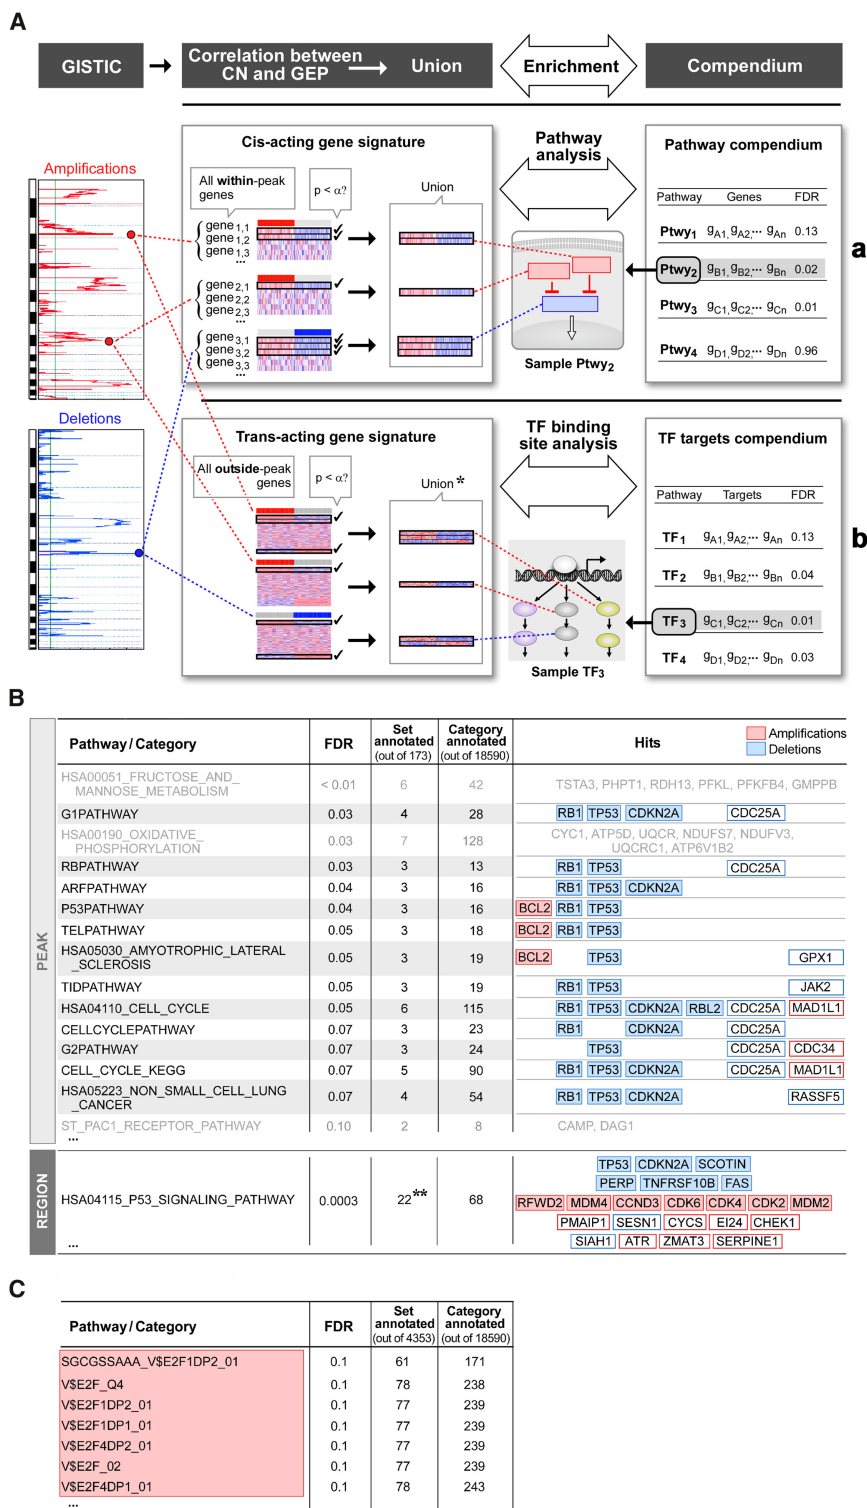 A
GISTIC
Correlation between
CN and GEP
Union
Enrichment
Compendium
Amplifications
Deletions
Cis-acting gene signature
All within-peak
genes
p < α?
Union
gene1,1
gene1,2
gene1,3
...
gene2,1
gene2,2
gene2,3
...
gene3,1
gene3,2
gene3,3
...
Pathway
analysis
Sample Ptwy2
Pathway compendium
Pathway Genes FDR
Ptwy1 gA1, gA2,... gAn 0.13
Ptwy2 gB1, gB2,... gBn 0.02
Ptwy3 gC1, gC2,... gCn 0.01
Ptwy4 gD1, gD2,... gDn 0.96
a
Trans-acting gene signature
All outside-peak
genes
p < α?
Union*
TF binding
site analysis
Sample TF3
TF targets compendium
Pathway Targets FDR
TF1 gA1, gA2,... gAn 0.13
TF2 gB1, gB2,... gBn 0.04
TF3 gC1, gC2,... gCn 0.01
TF4 gD1, gD2,... gDn 0.03
b
B
PEAK
Pathway / Category FDR Set annotated (out of 173) Category annotated (out of 18590) Hits
Amplifications
Deletions
HSA00051_FRUCTOSE_AND_
MANNOSE_METABOLISM < 0.01 6 42 TSTA3, PHPT1, RDH13, PFKL, PFKFB4, GMPPB
G1PATHWAY 0.03 4 28 RB1 TP53 CDKN2A CDC25A
HSA00190_OXIDATIVE_
PHOSPHORYLATION 0.03 7 128 CYC1, ATP5D, UQCR, NDUFS7, NDUFV3,
UQCRC1, ATP6V1B2
RBPATHWAY 0.03 3 13 RB1 TP53 CDC25A
ARFPATHWAY 0.04 3 16 RB1 TP53 CDKN2A
P53PATHWAY 0.04 3 16 BCL2 RB1 TP53
TELPATHWAY 0.05 3 18 BCL2 RB1 TP53
HSA05030_AMYOTROPHIC_LATERAL
_SCLEROSIS 0.05 3 19 BCL2 TP53 GPX1
TIDPATHWAY 0.05 3 19 RB1 TP53 JAK2
HSA04110_CELL_CYCLE 0.05 6 115 RB1 TP53 CDKN2A RBL2 CDC25A MAD1L1
CELLCYCLEPATHWAY 0.07 3 23 RB1 CDKN2A CDC25A
G2PATHWAY 0.07 3 24 TP53 CDC25A CDC34
CELL_CYCLE_KEGG 0.07 5 90 RB1 TP53 CDKN2A CDC25A MAD1L1
HSA05223_NON_SMALL_CELL_LUNG
_CANCER 0.07 4 54 RB1 TP53 CDKN2A RASSF5
ST_PAC1_RECEPTOR_PATHWAY 0.10 2 8 CAMP, DAG1
...
REGION
HSA04115_P53_SIGNALING_PATHWAY 0.0003 22** 68
TP53 CDKN2A SCOTIN
PERP TNFRSF10B FAS
RFWD2 MDM4 CCND3 CDK6 CDK4 CDK2 MDM2
PMAIP1 SESN1 CYCS EI24 CHEK1
SIAH1 ATR ZMAT3 SERPINE1
...
C
Pathway / Category FDR Set annotated (out of 4353) Category annotated (out of 18590)
SGCGSSAAA_V$E2F1DP2_01 0.1 61 171
V$E2F_Q4 0.1 78 238
V$E2F1DP2_01 0.1 77 239
V$E2F1DP1_01 0.1 77 239
V$E2F4DP2_01 0.1 77 239
V$E2F_02 0.1 77 239
V$E2F4DP1_01 0.1 78 243
...